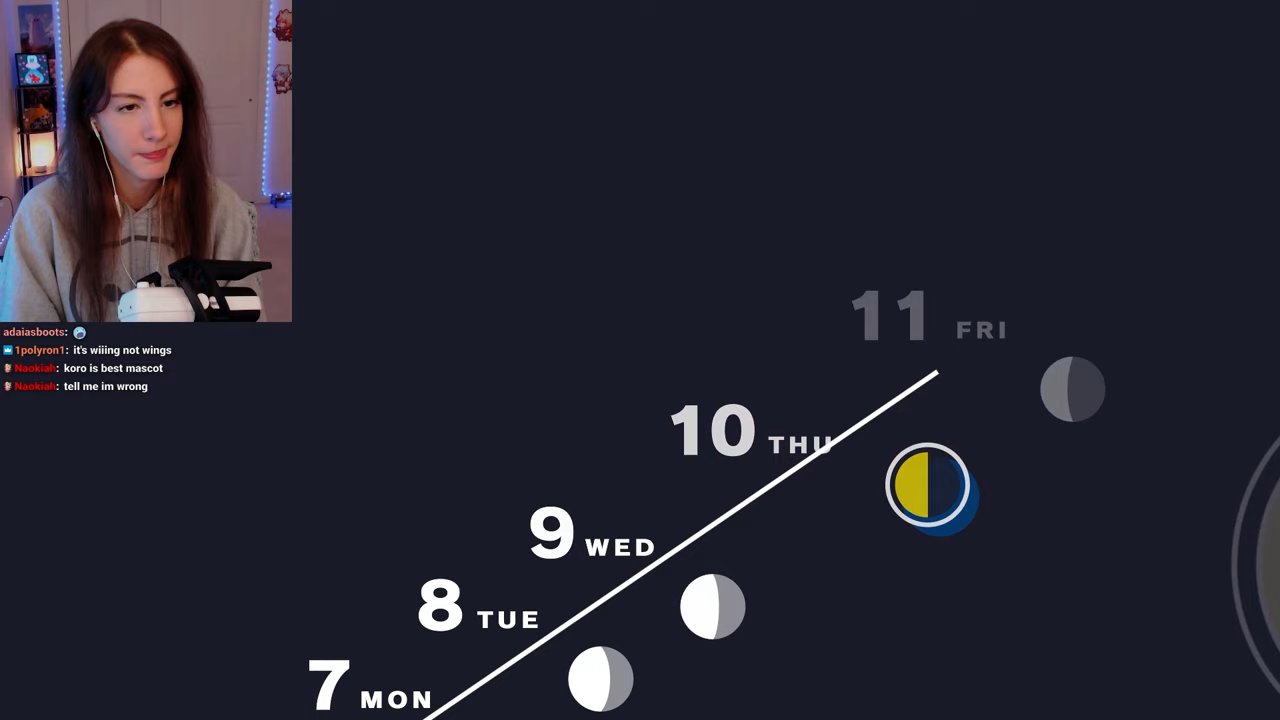 adaiasboots:
1polyron1: it's wiiing not wings
Naokiah: koro is best mascot
Naokiah: tell me im wrong
11 FRI
10 THU
9 WED
8 TUE
7 MON